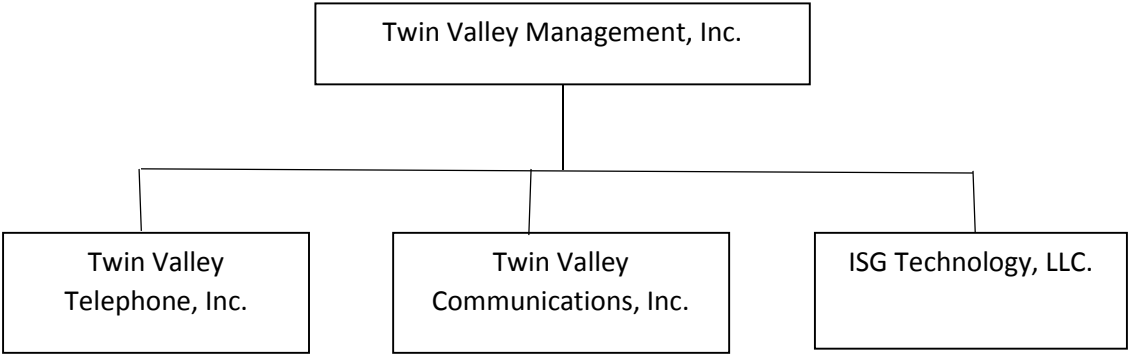 Twin Valley Management, Inc.
Twin Valley
Telephone, Inc.
Twin Valley
Communications, Inc.
ISG Technology, LLC.